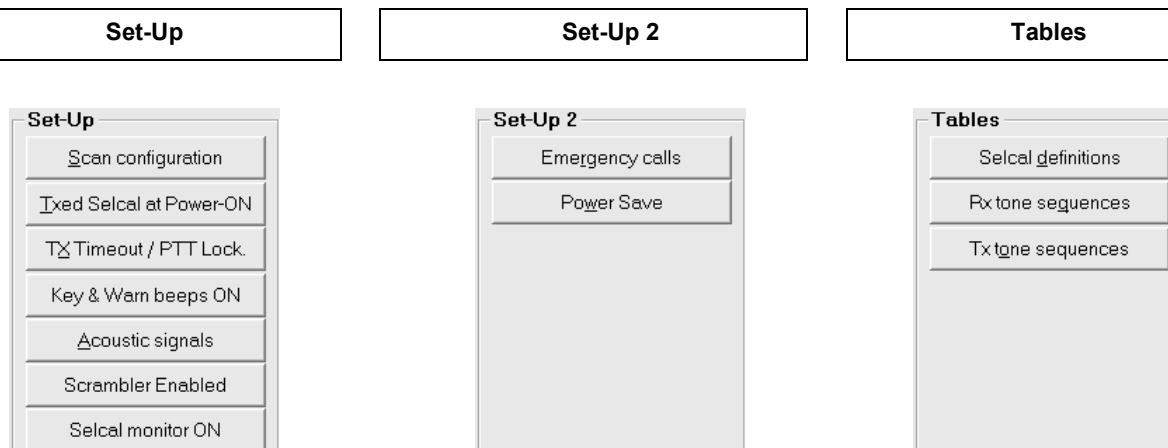 Set-Up
Set-Up 2
Tables
Set-Up
Scan configuration
Txed Selcal at Power-ON
TX Timeout / PTT Lock.
Key & Warn beeps ON
Acoustic signals
Scrambler Enabled
Selcal monitor ON
Set-Up 2
Emergency calls
Power Save
Tables
Selcal definitions
Rx tone sequences
Tx tone sequences